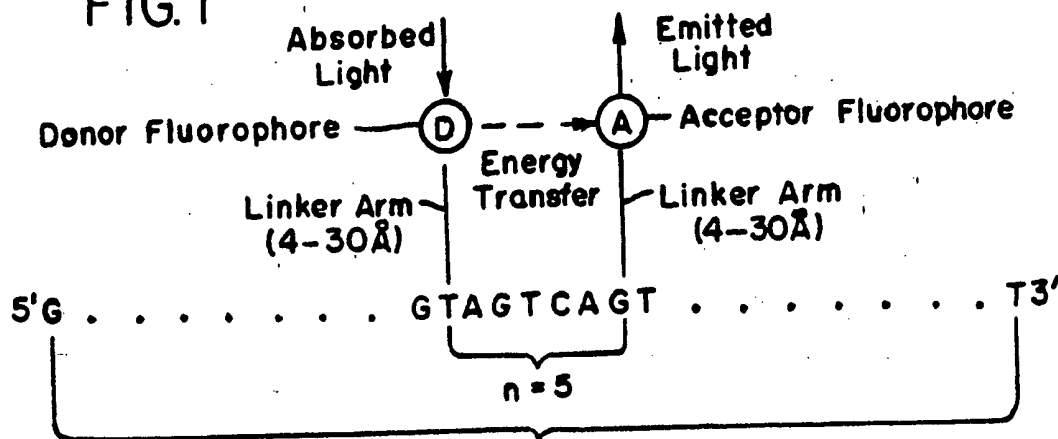 FIG. 1
Absorbed Light
Emitted Light
Donor Fluorophore
D
A
Acceptor Fluorophore
Energy Transfer
Linker Arm (4-30Å)
Linker Arm (4-30Å)
5'G . . . . . . . . GTAGTCAGT . . . . . . . . T3'
n = 5